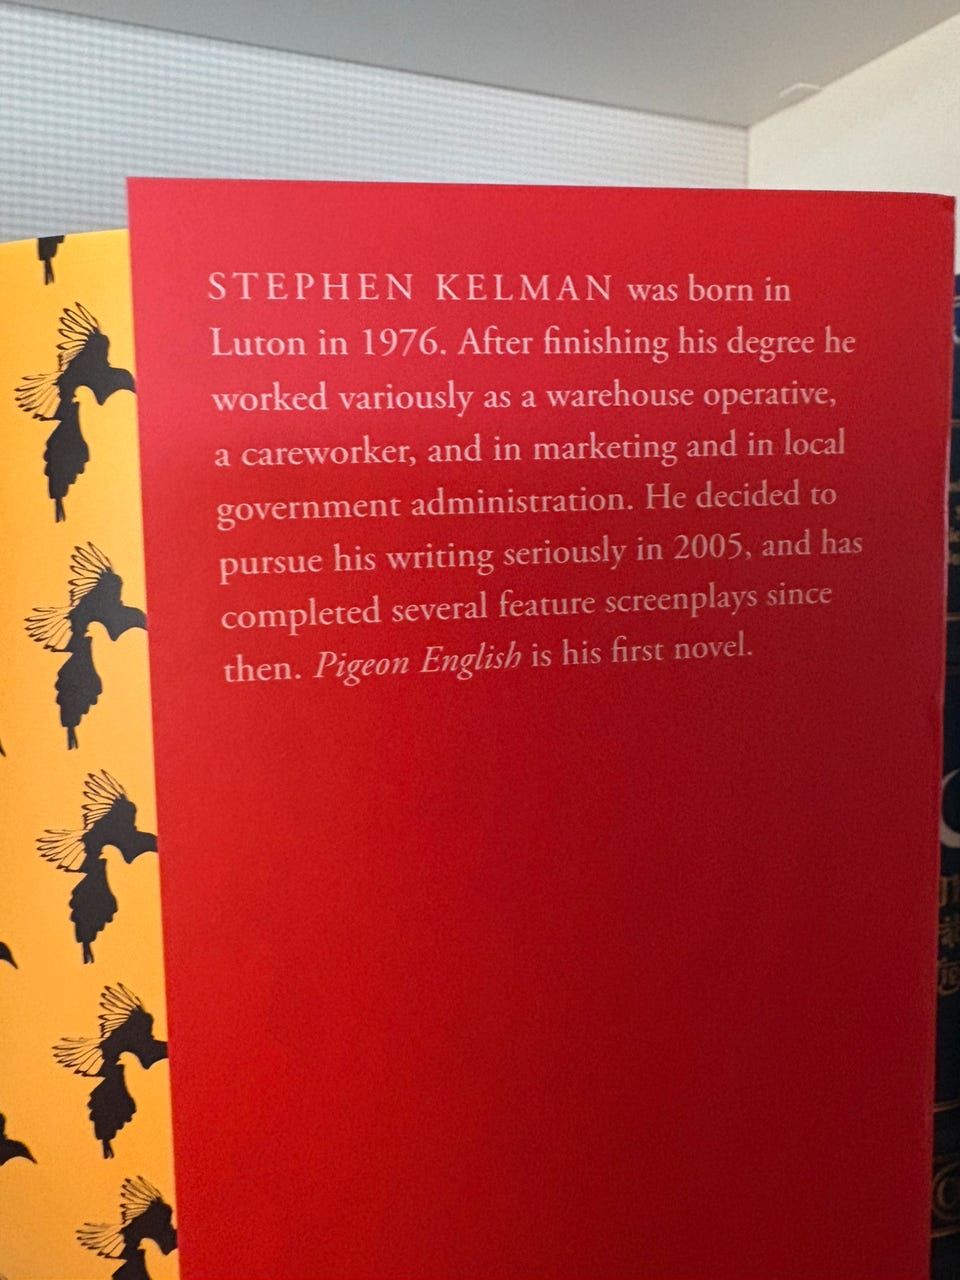 STEPHEN KELMAN was born in
Luton in 1976. After finishing his degree he
worked variously as a warehouse operative,
a careworker, and in marketing and in local
government administration. He decided to
pursue his writing seriously in 2005, and has
completed several feature screenplays since
then. Pigeon English is his first novel.